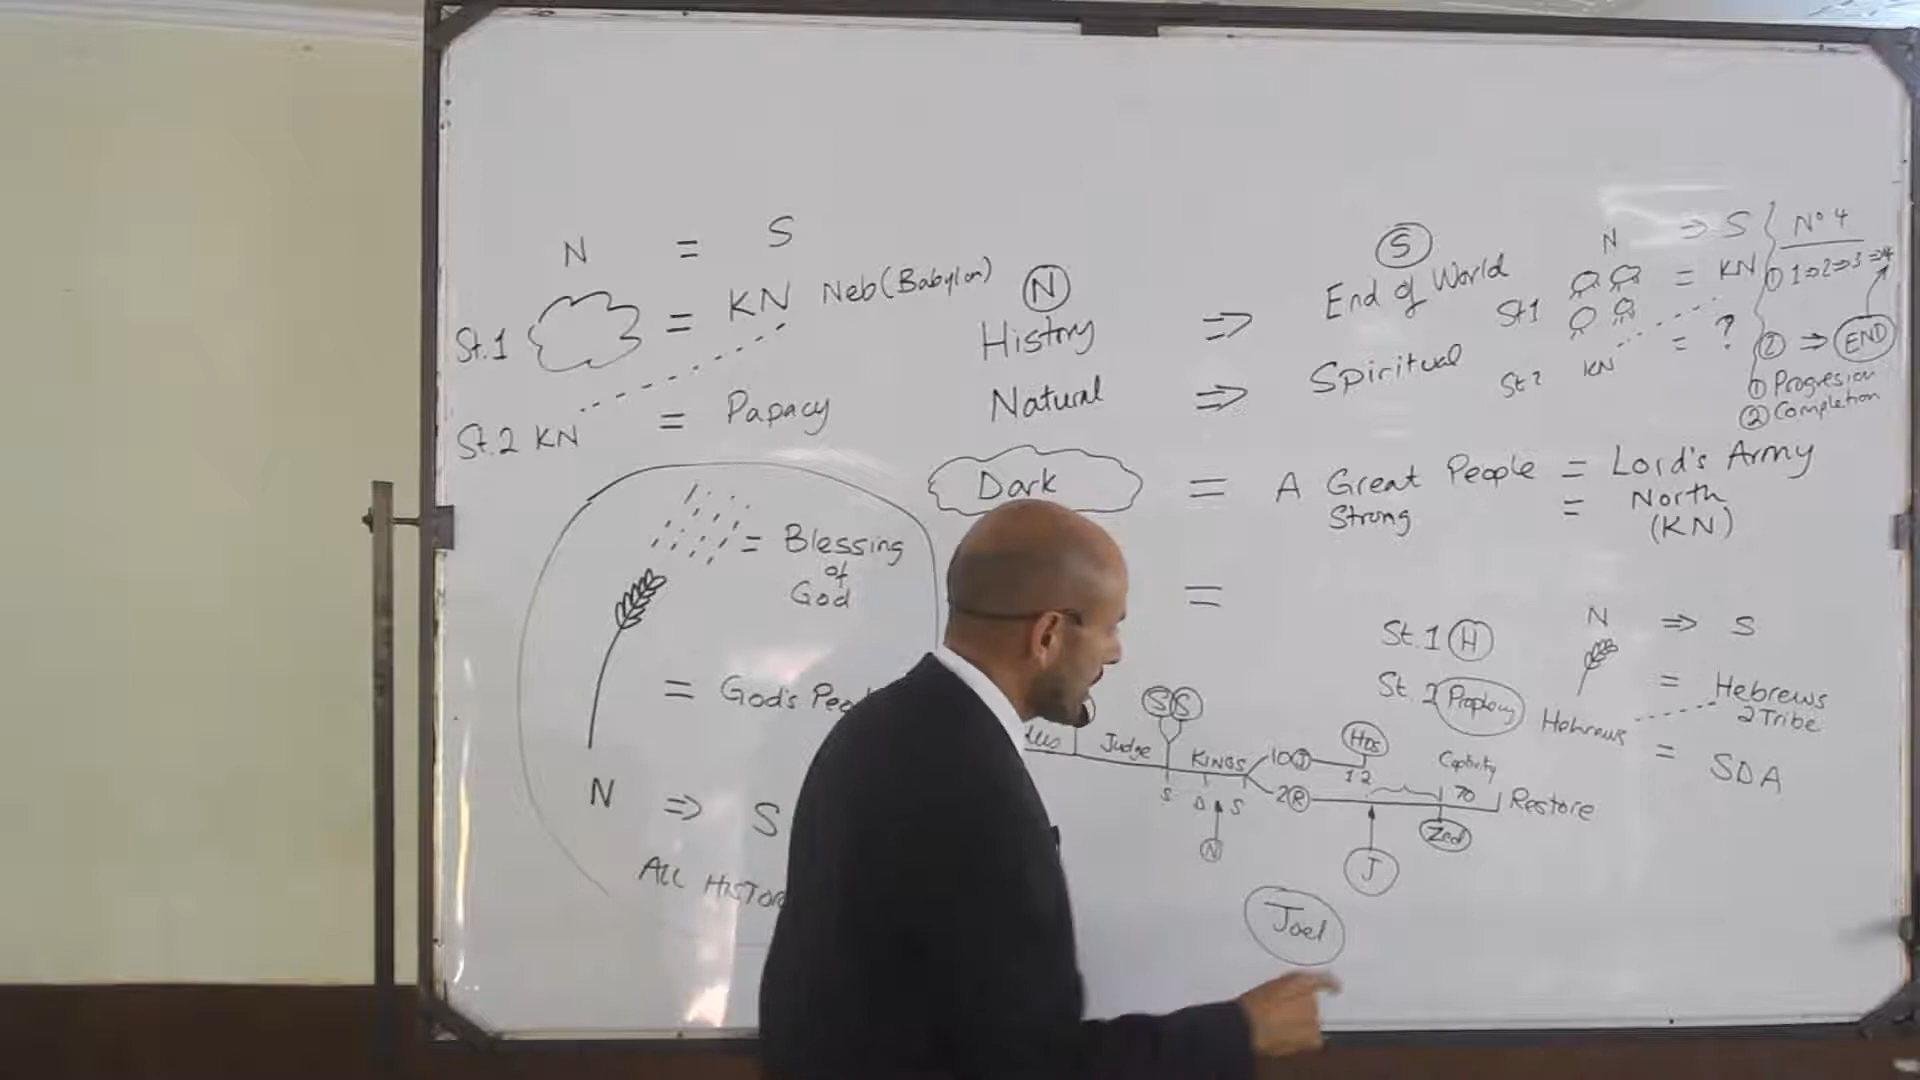 N = S
St.1 = KN Neb(Babylon)
St.2 KN = Papacy
= Blessing
of
God
= God's
N ⇒ S
ALL
N S
History ⇒ End of World
Natural ⇒ Spiritual
Dark = A Great People = Lord's Army
Strong = North
(KN)
=
N ⇒ S
St1 = KN
St2 KN = ?
No 4
① 1⇒2⇒3⇒4
② ⇒ END
① Progresion
② Completion
N ⇒ S
St.1 H = Hebrews
2 Tribe
St. 2 Prophecy Hebrews = SDA
Judge S S KINGS 10 J Hos 12
S D S 2 R Captivity 70 Restore
N J Zed
Joel